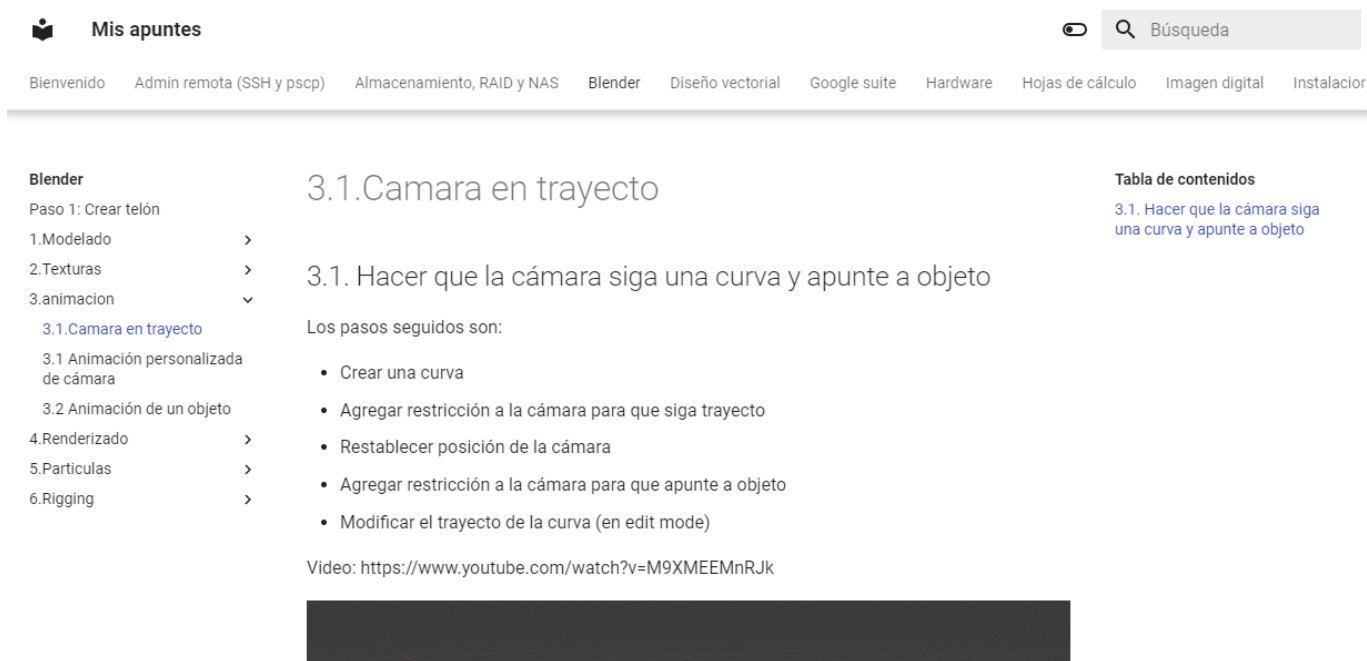 Mis apuntes
Búsqueda
Bienvenido Admin remota (SSH y pscp) Almacenamiento, RAID y NAS Blender Diseño vectorial Google suite Hardware Hojas de cálculo Imagen digital Instalacion
Blender
Paso 1: Crear telón
1.Modelado
2.Texturas
3.animacion
3.1.Camara en trayecto
3.1 Animación personalizada
de cámara
3.2 Animación de un objeto
4.Renderizado
5.Particulas
6.Rigging
3.1.Camara en trayecto
3.1. Hacer que la cámara siga una curva y apunte a objeto
Los pasos seguidos son:
• Crear una curva
• Agregar restricción a la cámara para que siga trayecto
• Restablecer posición de la cámara
• Agregar restricción a la cámara para que apunte a objeto
• Modificar el trayecto de la curva (en edit mode)
Video: https://www.youtube.com/watch?v=M9XMEEMnRJk
Tabla de contenidos
3.1. Hacer que la cámara siga
una curva y apunte a objeto